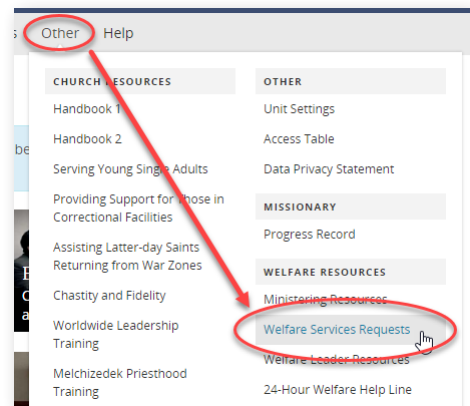 Other Help
CHURCH RESOURCES
Handbook 1
Handbook 2
Serving Young Single Adults
Providing Support for Those in
Correctional Facilities
Assisting Latter-day Saints
Returning from War Zones
Chastity and Fidelity
Worldwide Leadership
Training
Melchizedek Priesthood
Training
OTHER
Unit Settings
Access Table
Data Privacy Statement
MISSIONARY
Progress Record
WELFARE RESOURCES
Ministering Resources
Welfare Services Requests
Welfare Leader Resources
24-Hour Welfare Help Line
be